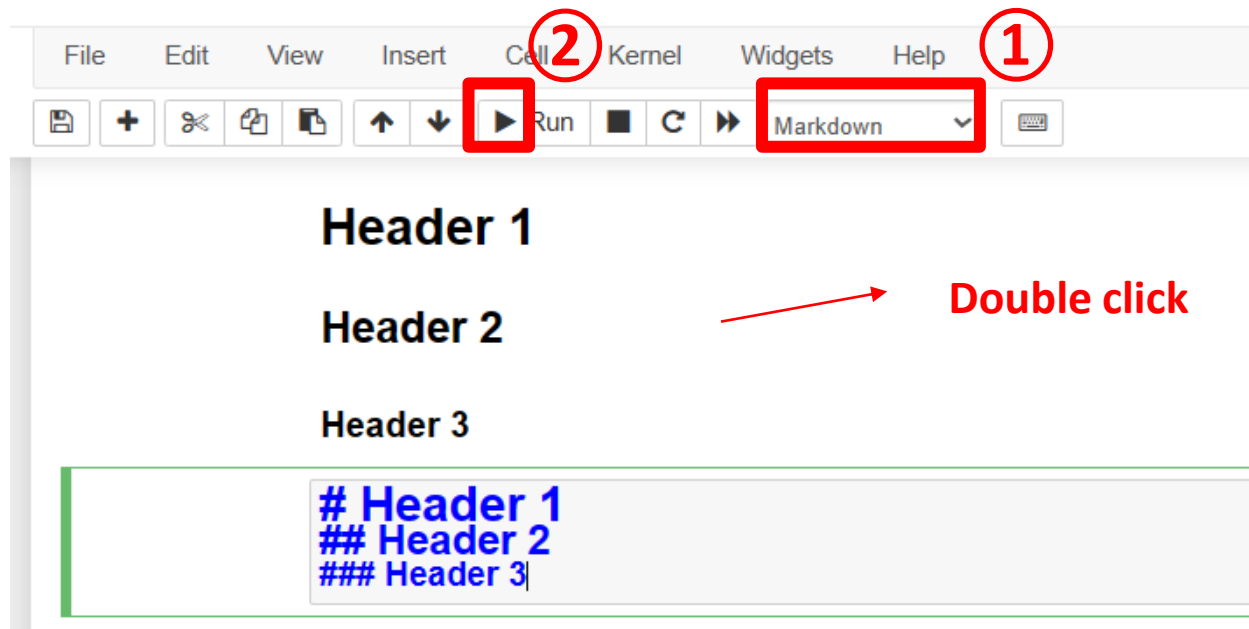 File Edit View Insert Cell Kernel Widgets Help
② ①
Run Markdown
Header 1
Header 2
Double click
Header 3
# Header 1
## Header 2
### Header 3